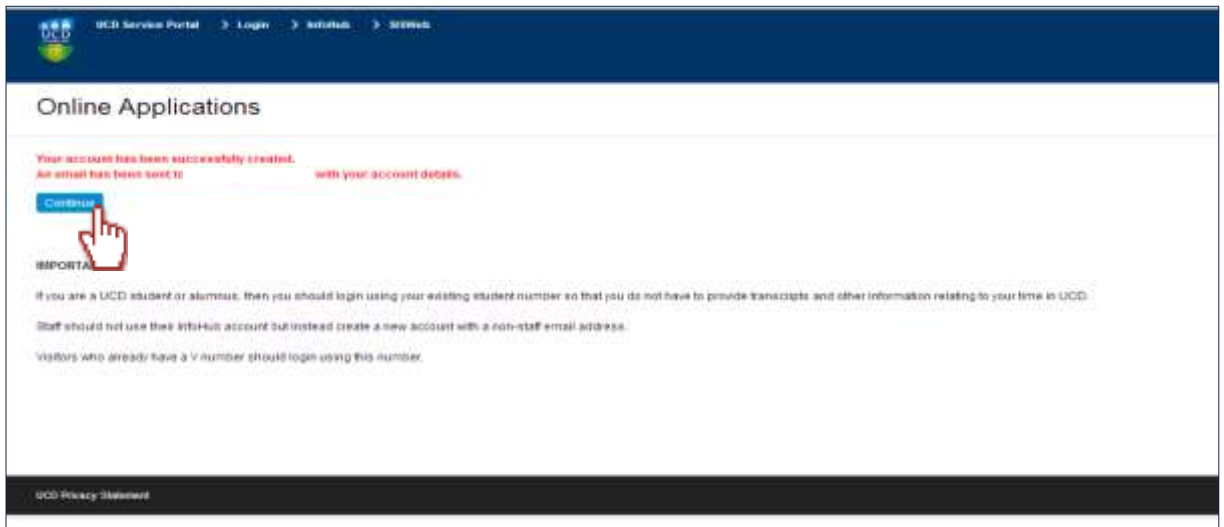 UCD
UCD Service Portal > Login > InfoHub > SISWeb
Online Applications
Your account has been successfully created.
An email has been sent to with your account details.
Continue
IMPORTA
If you are a UCD student or alumnus, then you should login using your existing student number so that you do not have to provide transcripts and other information relating to your time in UCD.
Staff should not use their InfoHub account but instead create a new account with a non-staff email address.
Visitors who already have a V number should login using this number.
UCD Privacy Statement